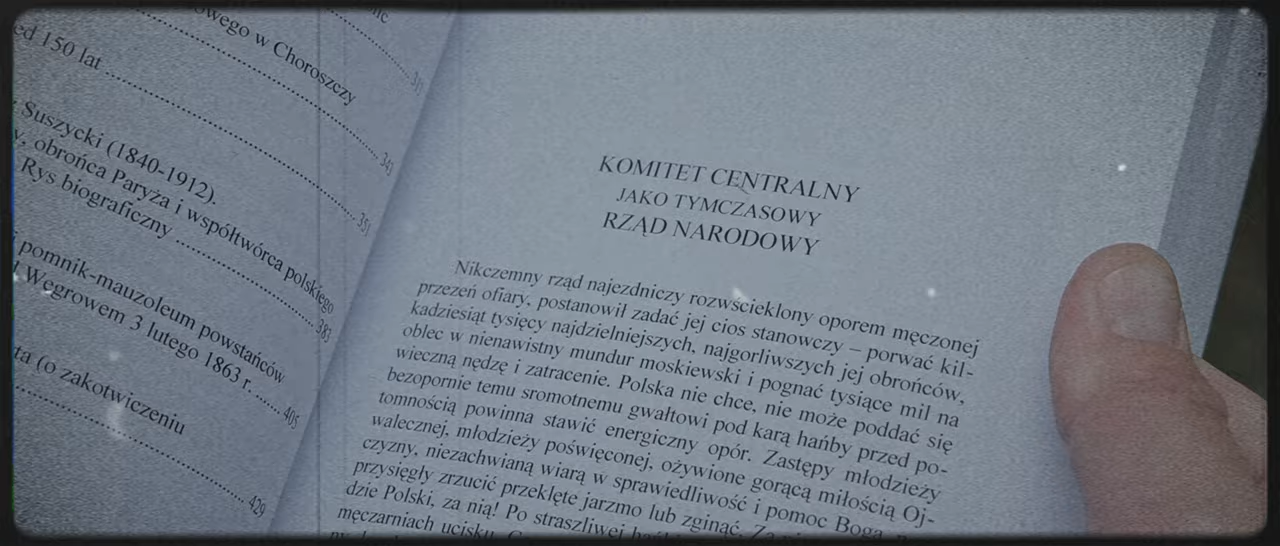 owego w Choroszczy
343
ed 150 lat
351
Suszycki (1840-1912).
y, obrońca Paryża i współtwórca polskiego
Rys biograficzny
383
pomnik-mauzoleum powstańców
Węgrowem 3 lutego 1863 r.
405
ta (o zakotwiczeniu
429
KOMITET CENTRALNY
JAKO TYMCZASOWY
RZĄD NARODOWY
Nikczemny rząd najezdniczy rozwścieklony oporem męczonej
przezeń ofiary, postanowił zadać jej cios stanowczy – porwać kil-
kadziesiąt tysięcy najdzielniejszych, najgorliwszych jej obrońców,
oblec w nienawistny mundur moskiewski i pognać tysiące mil na
wieczną nędzę i zatracenie. Polska nie chce, nie może poddać się
bezopornie temu sromotnemu gwałtowi pod karą hańby przed po-
tomnością powinna stawić energiczny opór. Zastępy młodzieży
walecznej, młodzieży poświęconej, ożywione gorącą miłością Oj-
czyzny, niezachwianą wiarą w sprawiedliwość i pomoc Boga
przysięgły zrzucić przeklęte jarzmo lub zginąć.
dzie Polski, za nią! Po straszliwej
męczarniach ucisku